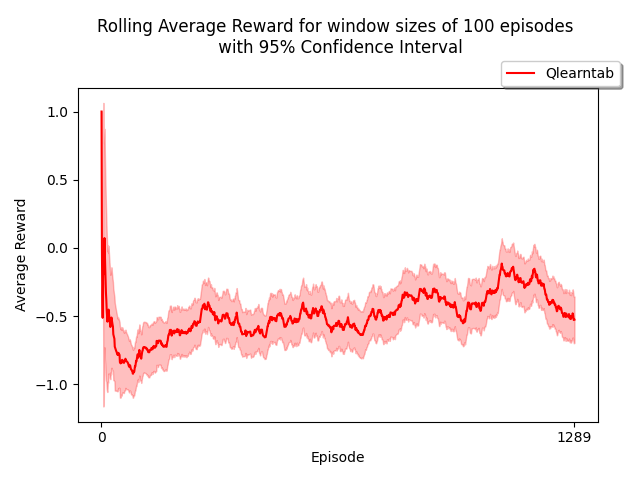 Rolling Average Reward for window sizes of 100 episodes
with 95% Confidence Interval
Qlearntab
1.0
0.5
0.0
−0.5
−1.0
Average Reward
0
1289
Episode